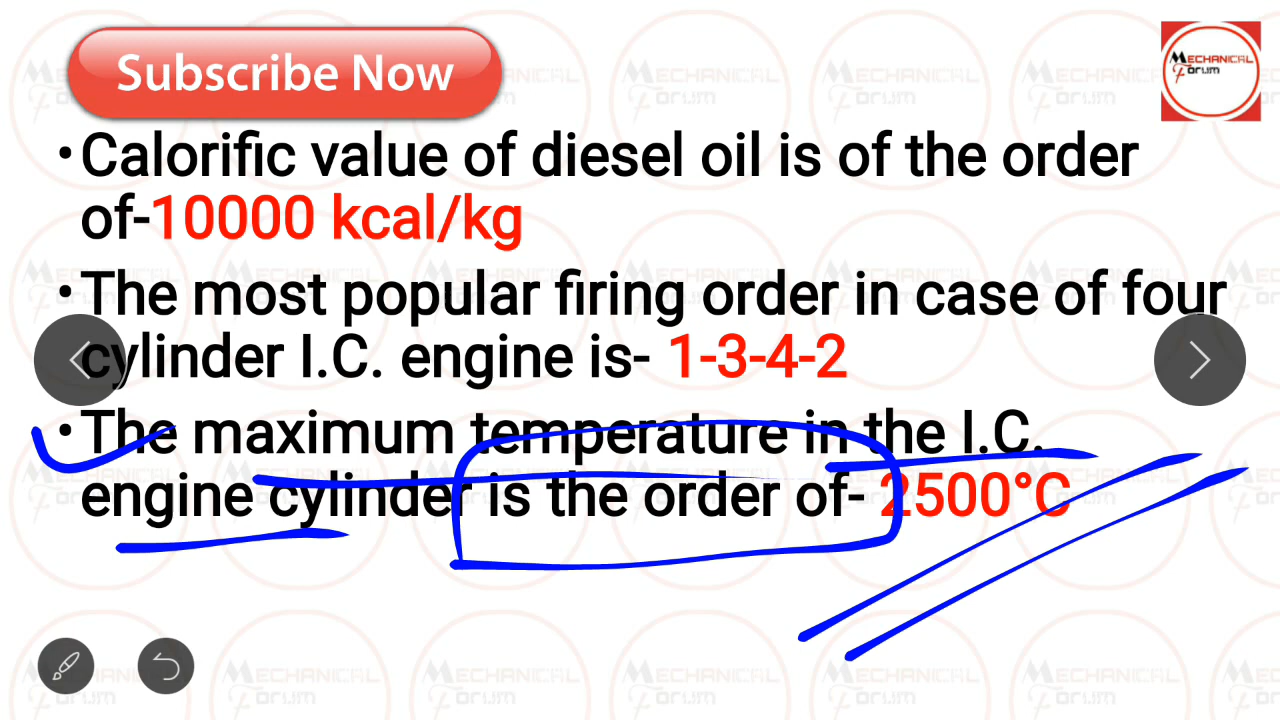 Subscribe Now
MECHANICAL
Forum
•Calorific value of diesel oil is of the order
of-10000 kcal/kg
•The most popular firing order in case of four
cylinder I.C. engine is- 1-3-4-2
•The maximum temperature in the I.C.
engine cylinder is the order of- 2500°C